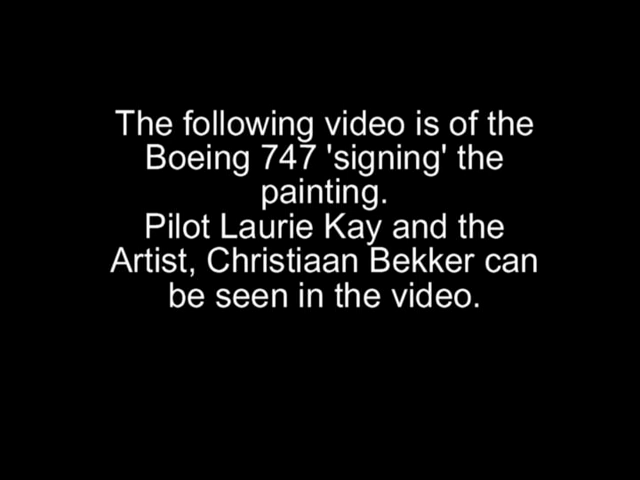 The following video is of the
Boeing 747 'signing' the
painting.
Pilot Laurie Kay and the
Artist, Christiaan Bekker can
be seen in the video.